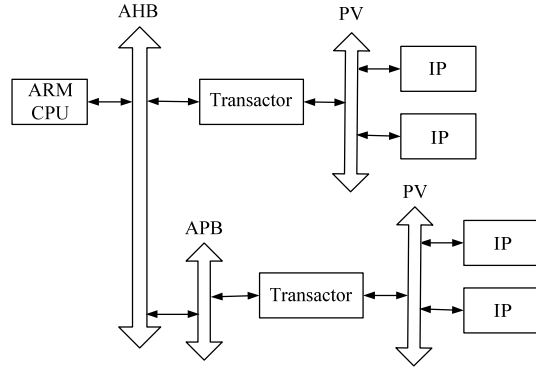 AHB
PV
ARM
CPU
Transactor
IP
IP
PV
APB
IP
Transactor
IP